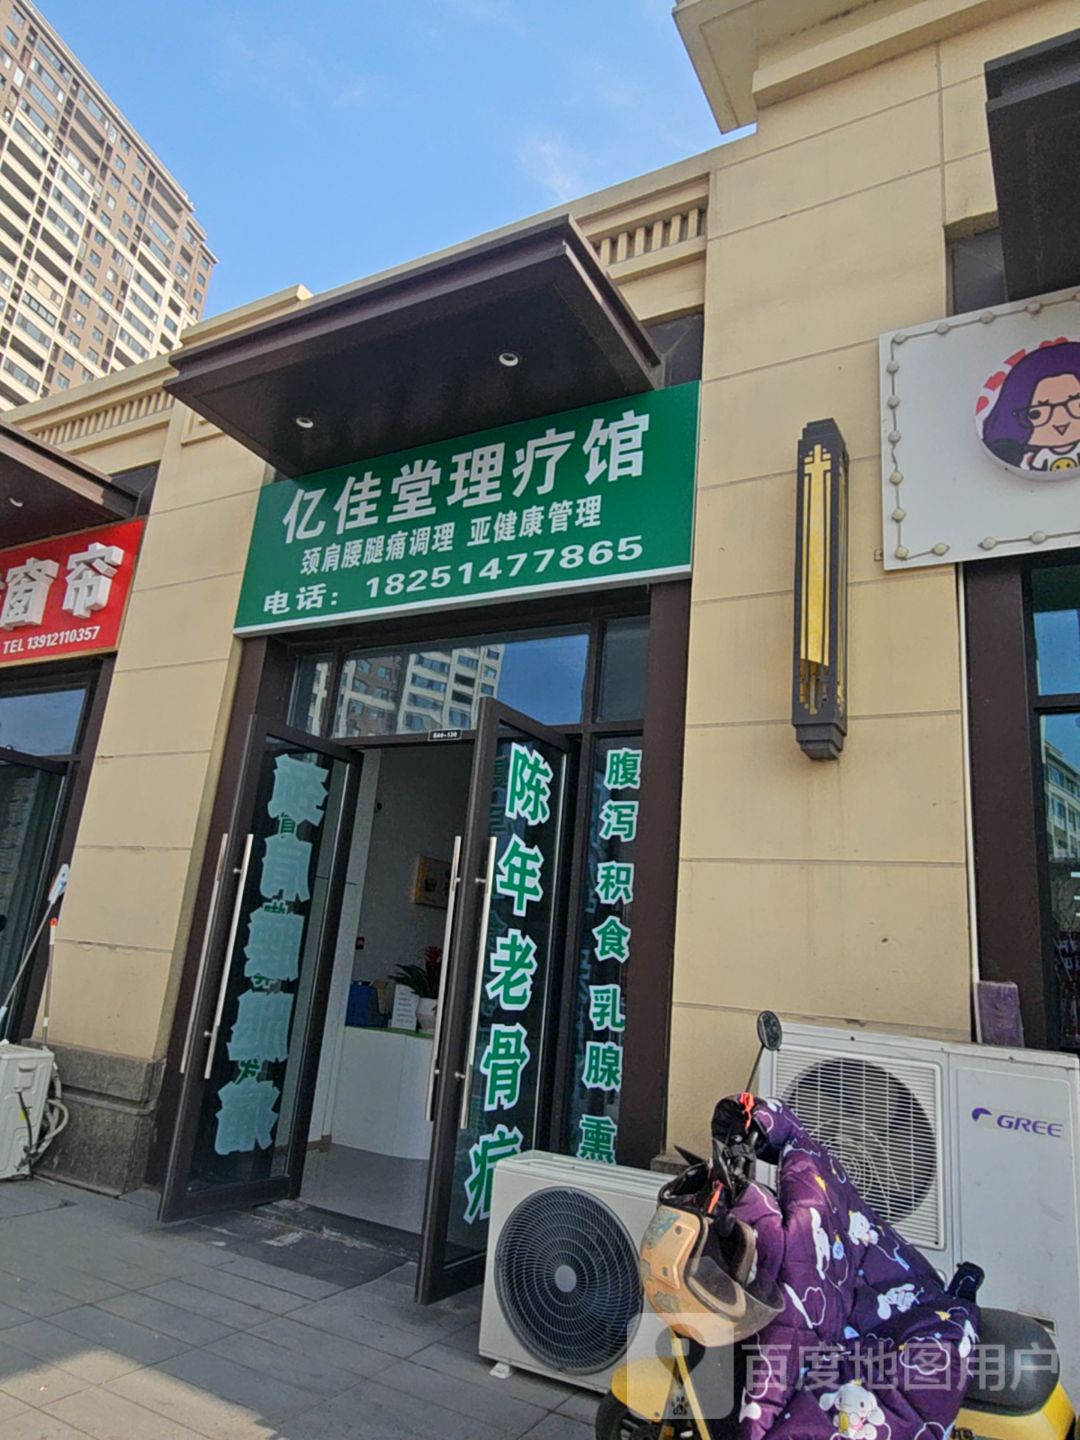 亿佳堂理疗馆
颈肩腰腿痛调理 亚健康管理
电话：18251477865
窗帘
TEL 13912110357
陈年老骨病
腹泻积食乳腺熏
GREE
百度地图用户